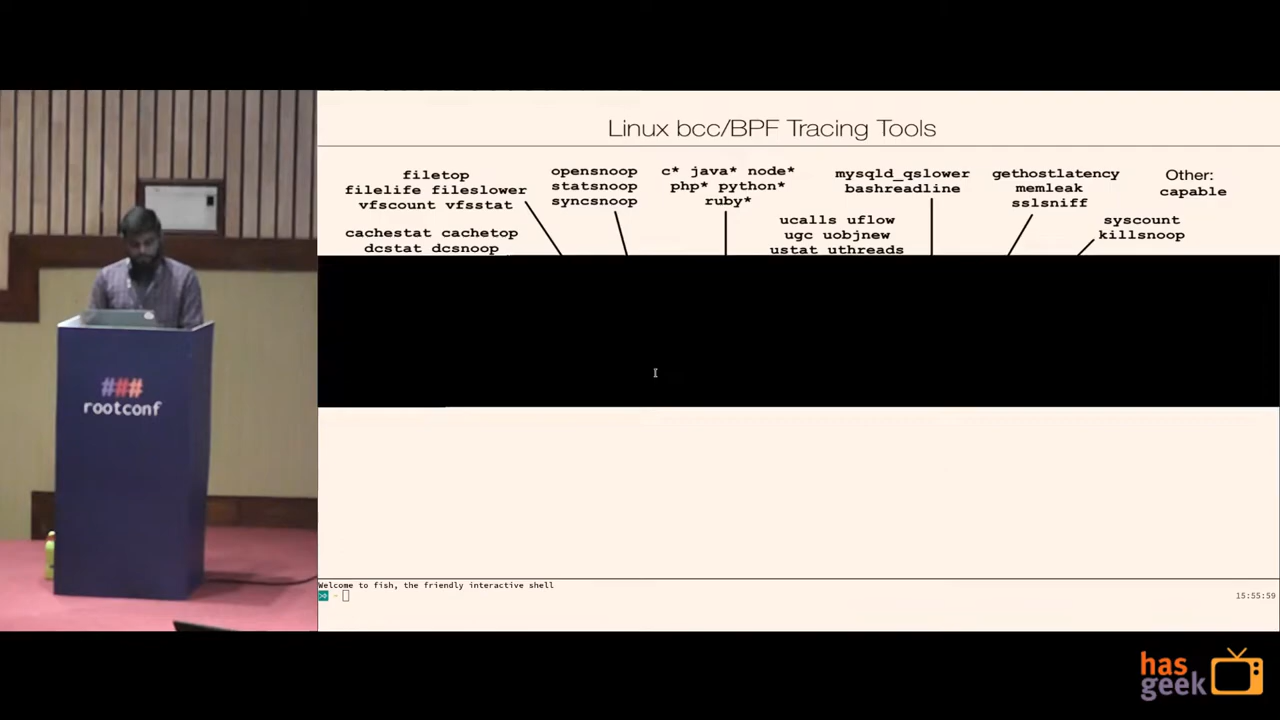 Linux bcc/BPF Tracing Tools
filetop
filelife fileslower
vfscount vfsstat
cachestat cachetop
dcstat dcsnoop
opensnoop
statsnoop
syncsnoop
c* java* node*
php* python*
ruby*
ucalls uflow
ugc uobjnew
ustat uthreads
mysqld_qslower
bashreadline
gethostlatency
memleak
sslsniff
syscount
killsnoop
Other:
capable
###
rootconf
Welcome to fish, the friendly interactive shell
~
15:55:59
has
geek